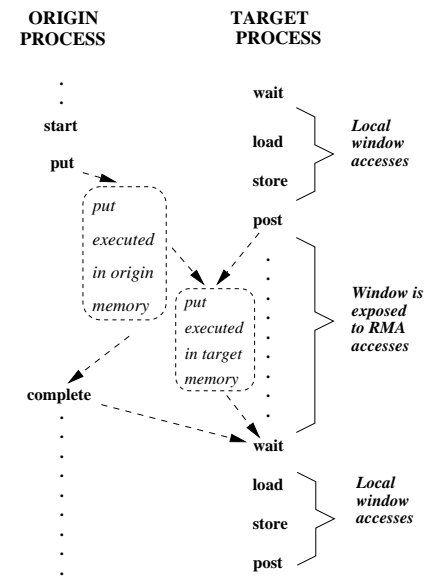 ORIGIN
PROCESS
TARGET
PROCESS
wait
start
load
Local
window
accesses
put
store
put
executed
in origin
memory
post
put
executed
in target
memory
Window is
exposed
to RMA
accesses
complete
wait
load
store
post
Local
window
accesses